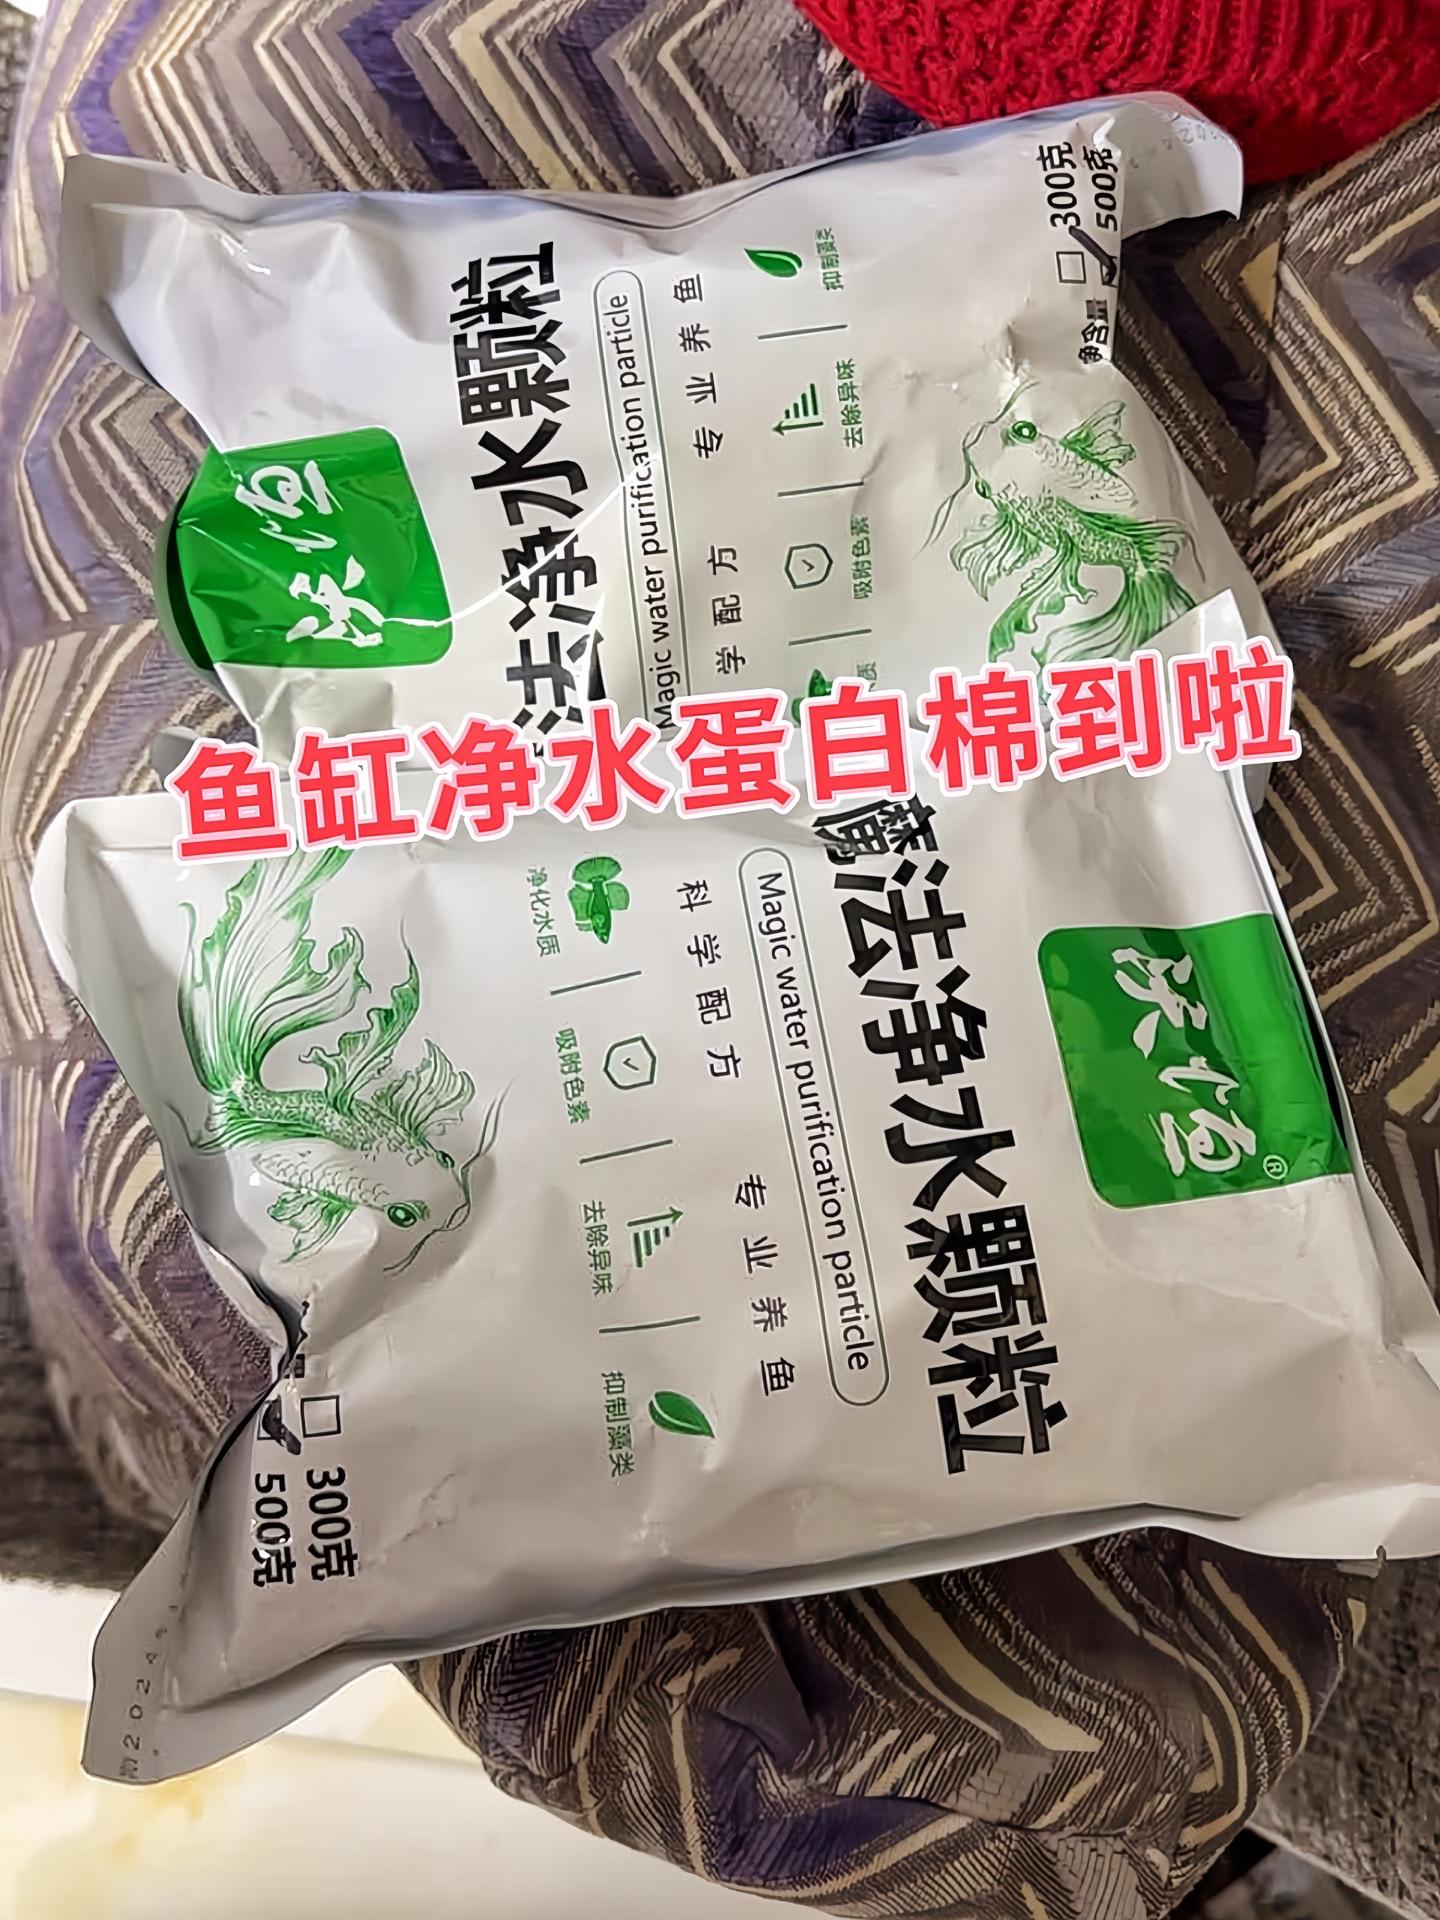 300克
500克
净含量
法净水颗粒
Magic water purification particle
学配方 专业养鱼
吸附色素
去除异味
抑制藻类
鱼缸净水蛋白棉到啦
魔法净水颗粒
Magic water purification particle
科学配方 专业养鱼
净化水质
吸附色素
去除异味
抑制藻类
®
300克
500克